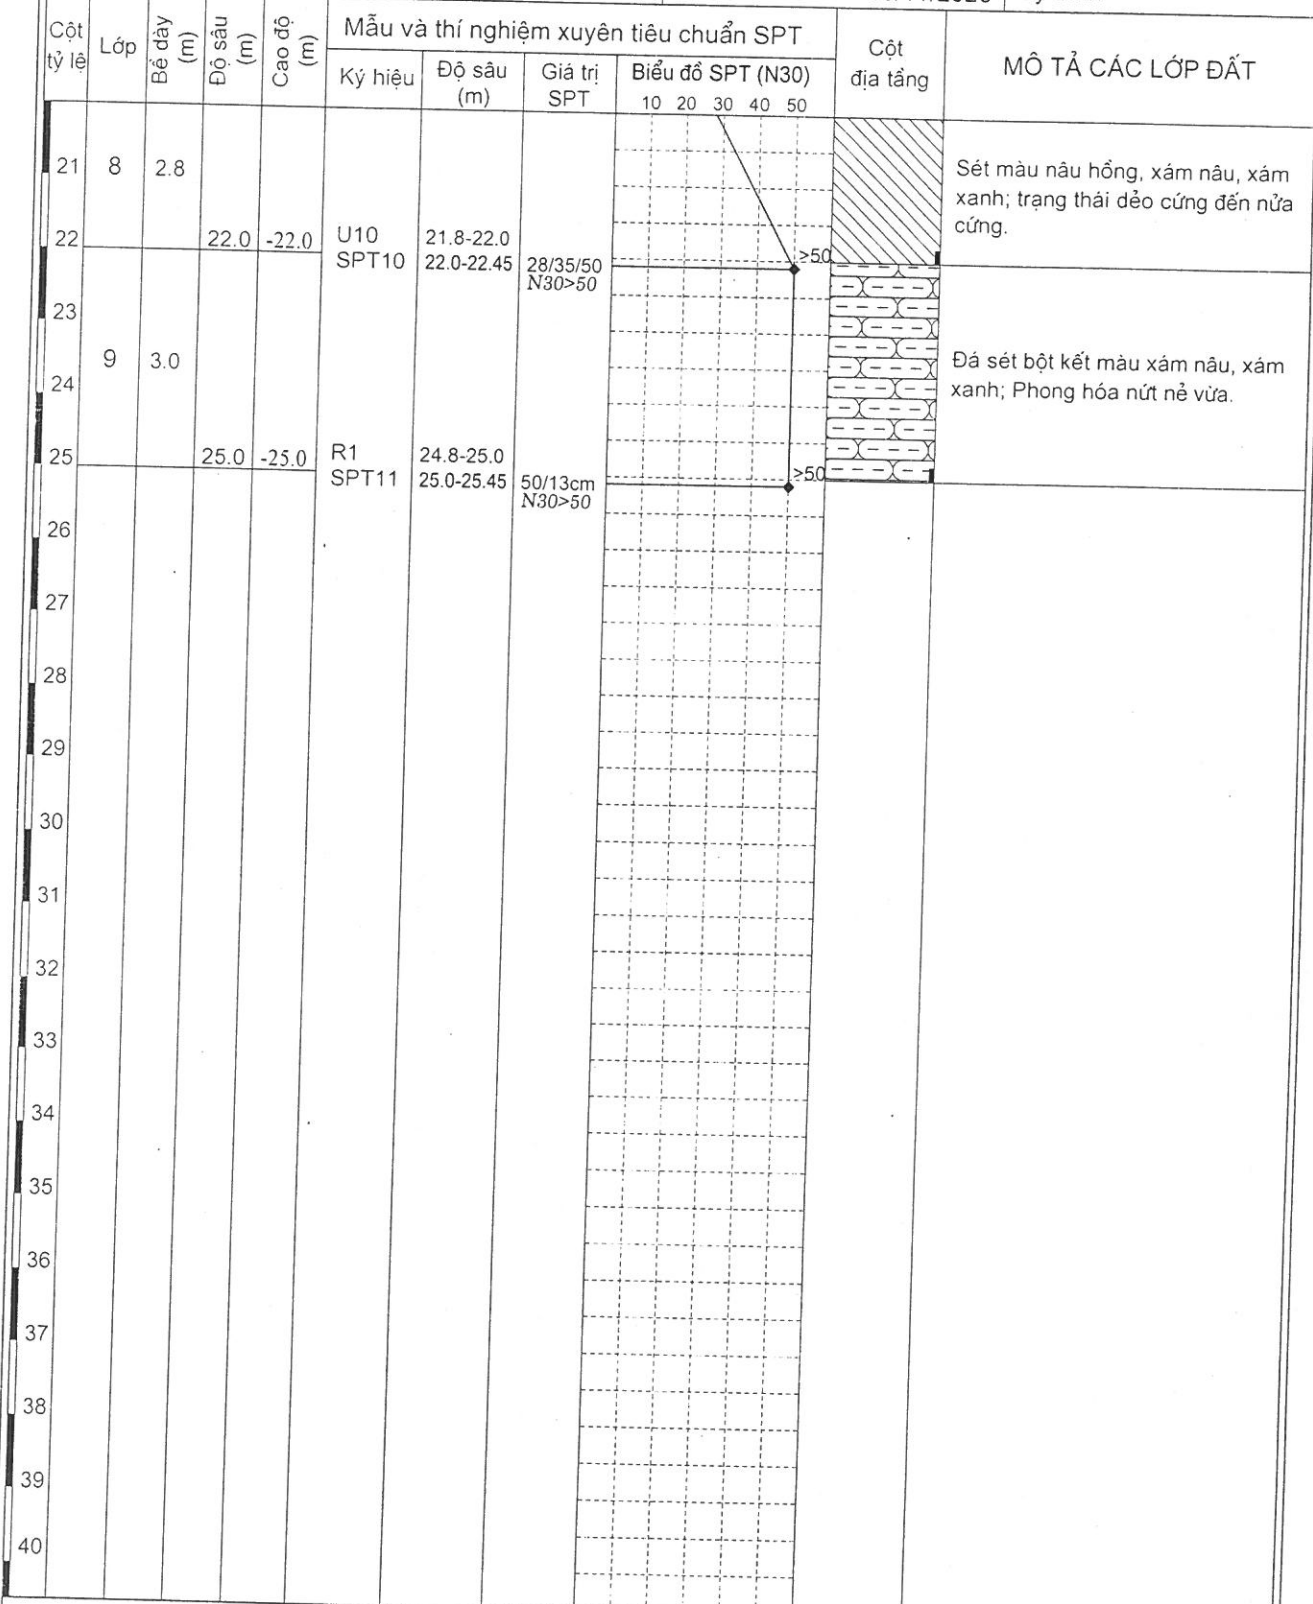 Cột
tỷ lệ
Lớp
Bề dày
(m)
Độ sâu
(m)
Cao độ
(m)
Mẫu và thí nghiệm xuyên tiêu chuẩn SPT
Ký hiệu
Độ sâu
(m)
Giá trị
SPT
Biểu đồ SPT (N30)
10 20 30 40 50
Cột
địa tầng
MÔ TẢ CÁC LỚP ĐẤT
21 8 2.8
Sét màu nâu hồng, xám nâu, xám
xanh; trạng thái dẻo cứng đến nửa
cứng.
22 22.0 -22.0 U10 21.8-22.0
SPT10 22.0-22.45 28/35/50 >50
N30>50
23
9 3.0
Đá sét bột kết màu xám nâu, xám
xanh; Phong hóa nứt nẻ vừa.
24
25 25.0 -25.0 R1 24.8-25.0
SPT11 25.0-25.45 50/13cm >50
N30>50
26
27
28
29
30
31
32
33
34
35
36
37
38
39
40